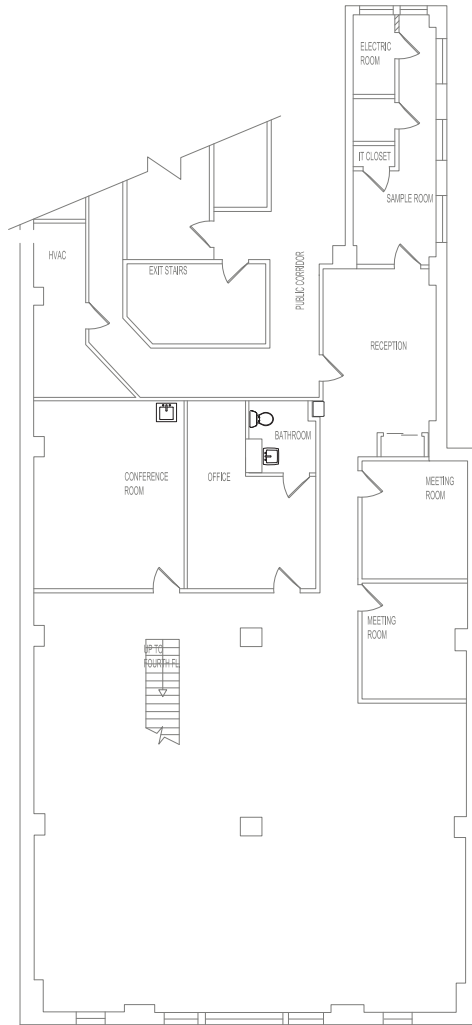 ELECTRIC
ROOM
IT CLOSET
SAMPLE ROOM
HVAC
EXIT STAIRS
PUBLIC CORRIDOR
RECEPTION
BATHROOM
CONFERENCE
ROOM
OFFICE
MEETING
ROOM
MEETING
ROOM
UP TO
FOURTH FL